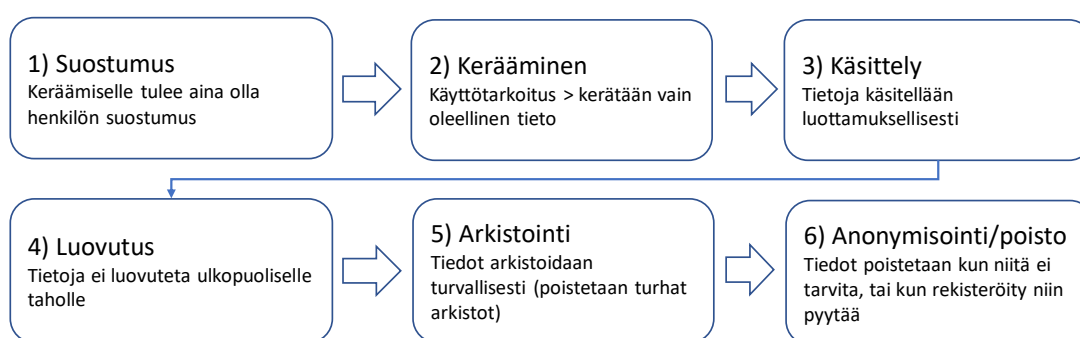 1) Suostumus
Keräämiselle tulee aina olla
henkilön suostumus
2) Kerääminen
Käyttötarkoitus > kerätään vain
oleellinen tieto
3) Käsittely
Tietoja käsitellään
luottamuksellisesti
4) Luovutus
Tietoja ei luovuteta ulkopuoliselle
taholle
5) Arkistointi
Tiedot arkistoidaan
turvallisesti (poistetaan turhat
arkistot)
6) Anonymisointi/poisto
Tiedot poistetaan kun niitä ei
tarvita, tai kun rekisteröity niin
pyytää